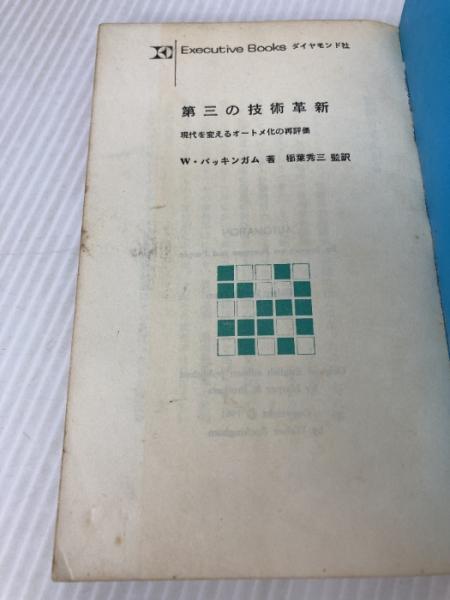 Executive Books ダイヤモンド社
第三の技術革新
現代を変えるオートメ化の再評価
W・バッキンガム 著 稲葉秀三 監訳
AUTOMATION